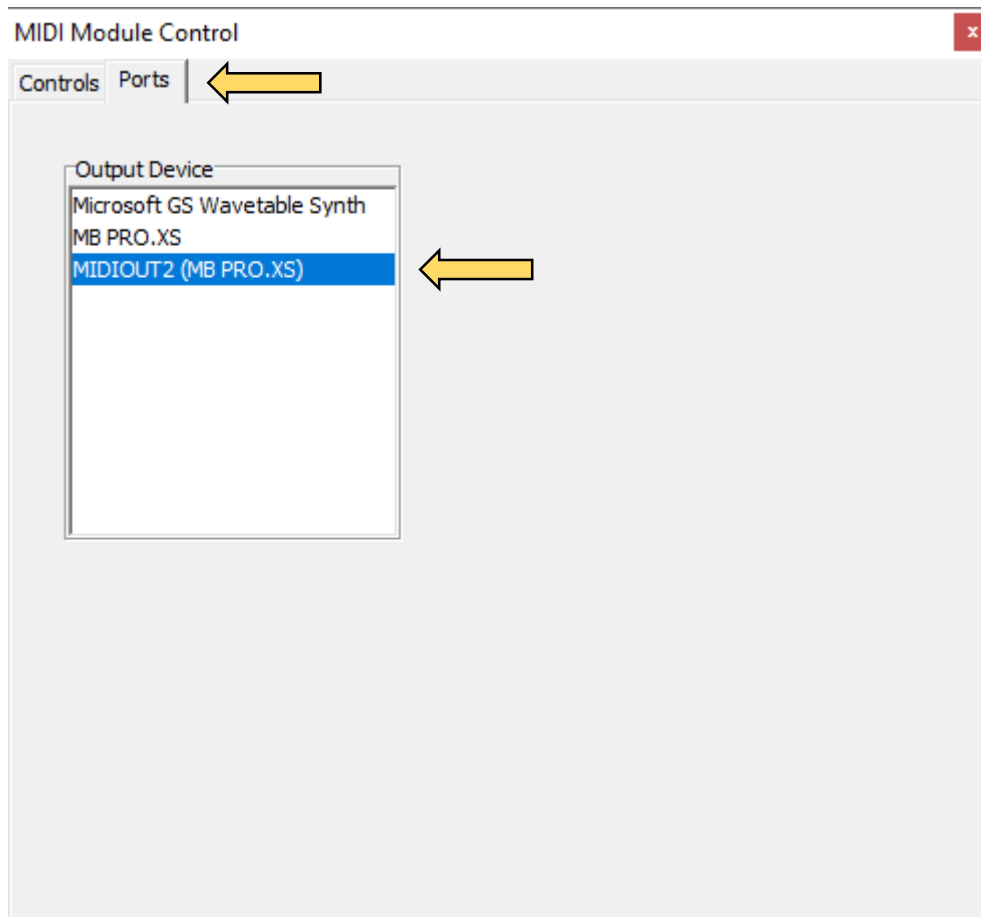 MIDI Module Control
x
Controls Ports
Output Device
Microsoft GS Wavetable Synth
MB PRO.XS
MIDIOUT2 (MB PRO.XS)